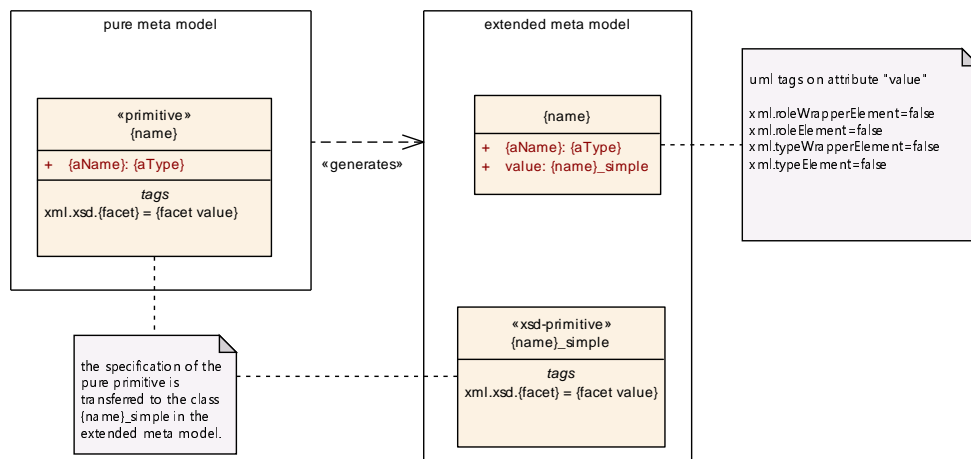 pure meta model
«primitive»
{name}
+ {aName}: {aType}
tags
xml.xsd.{facet} = {facet value}
«generates»
extended meta model
{name}
+ {aName}: {aType}
+ value: {name}_simple
uml tags on attribute "value"
xml.roleWrapperElement=false
xml.roleElement=false
xml.typeWrapperElement=false
xml.typeElement=false
the specification of the
pure primitive is
transferred to the class
{name}_simple in the
extended meta model.
«xsd-primitive»
{name}_simple
tags
xml.xsd.{facet} = {facet value}